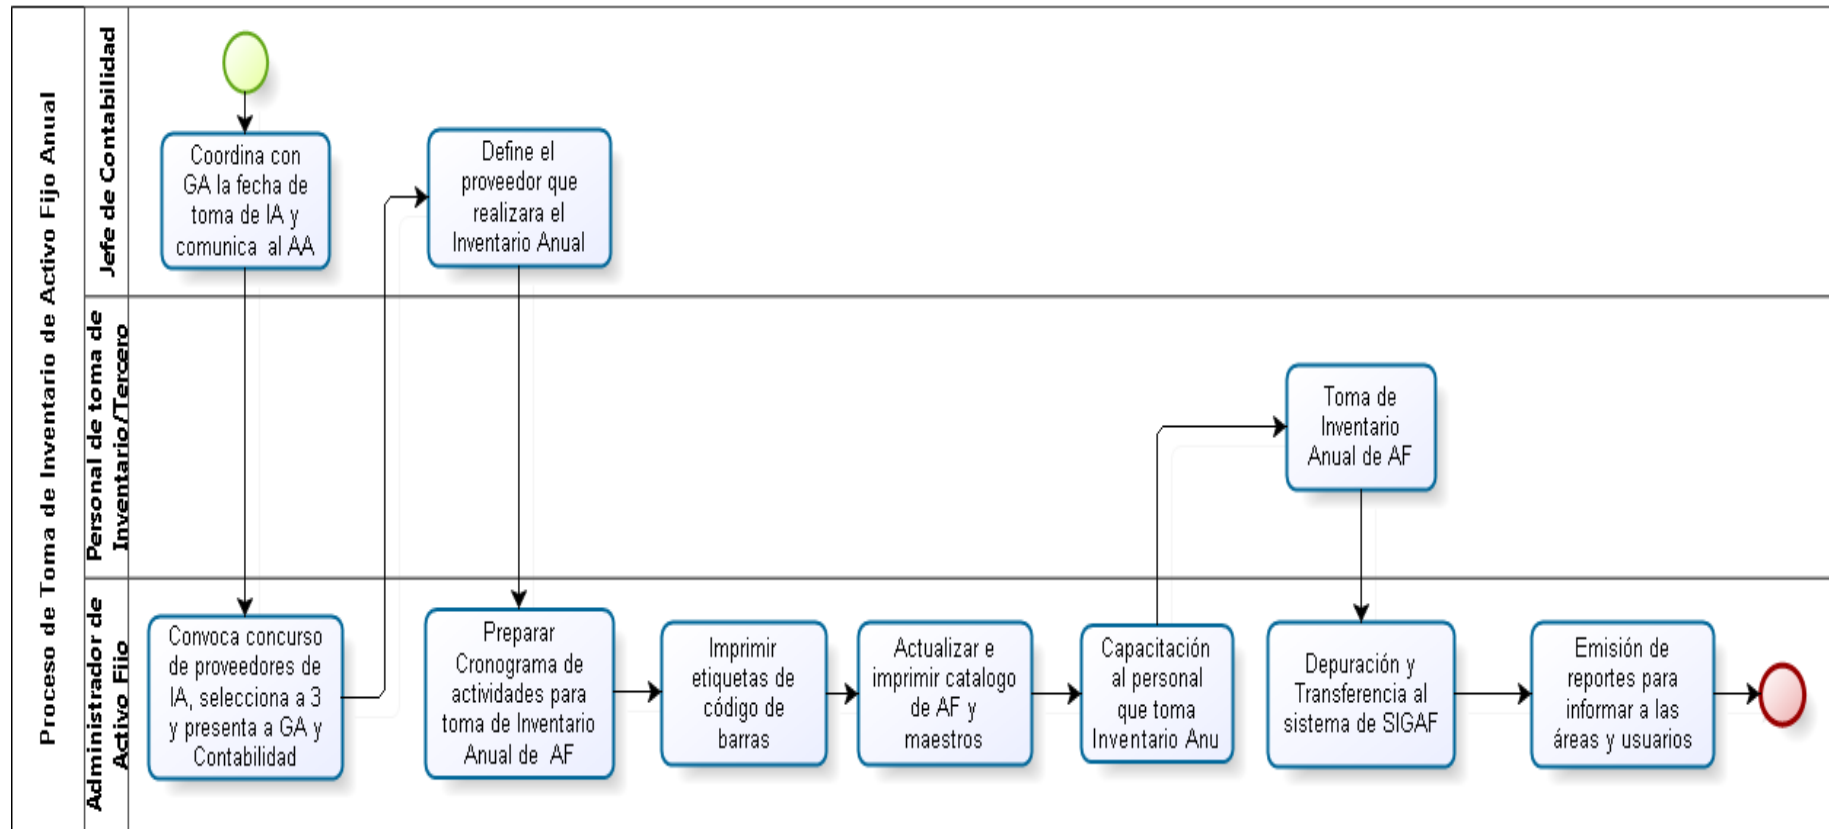 Proceso de Toma de Inventario de Activo Fijo Anual
Jefe de Contabilidad
Coordina con
GA la fecha de
toma de IA y
comunica al AA
Define el
proveedor que
realizara el
Inventario Anual
Personal de toma de
Inventario/Tercero
Toma de
Inventario
Anual de AF
Administrador de
Activo Fijo
Convoca concurso
de proveedores de
IA, selecciona a 3
y presenta a GA y
Contabilidad
Preparar
Cronograma de
actividades para
toma de Inventario
Anual de AF
Imprimir
etiquetas de
código de
barras
Actualizar e
imprimir catalogo
de AF y
maestros
Capacitación
al personal
que toma
Inventario Anu
Depuración y
Transferencia al
sistema de SIGAF
Emisión de
reportes para
informar a las
áreas y usuarios